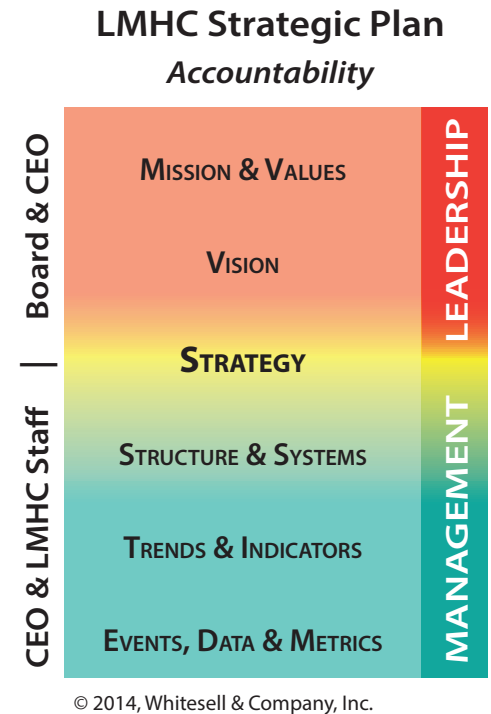 LMHC Strategic Plan
Accountability
Board & CEO
|
CEO & LMHC Staff
MISSION & VALUES
VISION
STRATEGY
STRUCTURE & SYSTEMS
TRENDS & INDICATORS
EVENTS, DATA & METRICS
LEADERSHIP
MANAGEMENT
© 2014, Whitesell & Company, Inc.